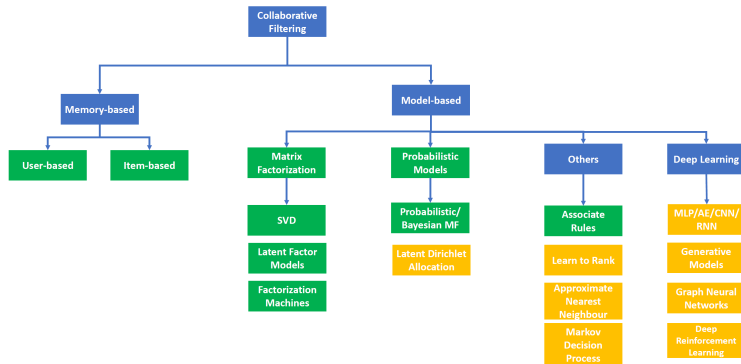 Collaborative
Filtering
Memory-based
Model-based
User-based
Item-based
Matrix
Factorization
Probabilistic
Models
Others
Deep Learning
SVD
Probabilistic/
Bayesian MF
Associate
Rules
MLP/AE/CNN/
RNN
Latent Factor
Models
Latent Dirichlet
Allocation
Learn to Rank
Generative
Models
Factorization
Machines
Approximate
Nearest
Neighbour
Graph Neural
Networks
Markov
Decision
Process
Deep
Reinforcement
Learning